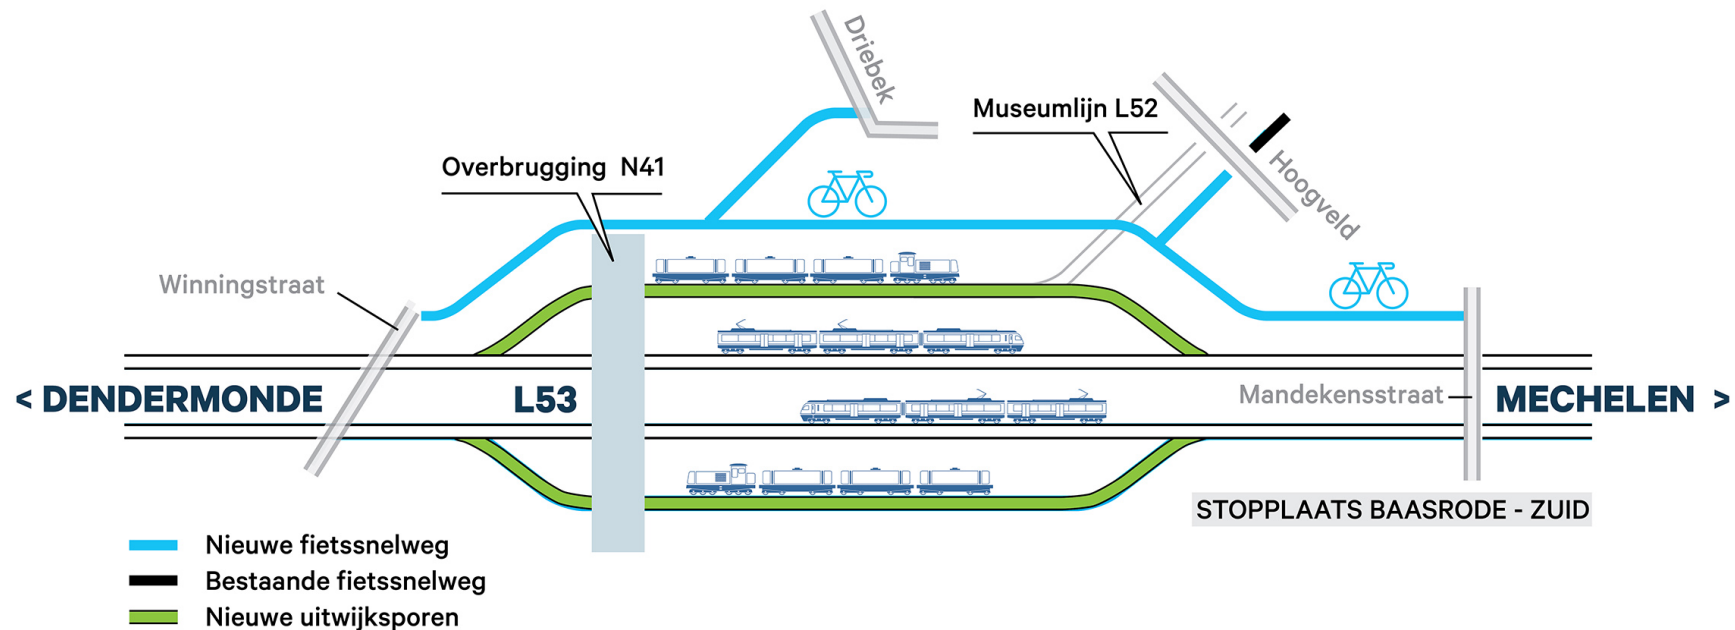 Driebek
Museumlijn L52
Hoogveld
Overbrugging N41
Winningstraat
< DENDERMONDE
L53
Mandekensstraat
MECHELEN >
STOPPLAATS BAASRODE - ZUID
Nieuwe fietssnelweg
Bestaande fietssnelweg
Nieuwe uitwijksporen